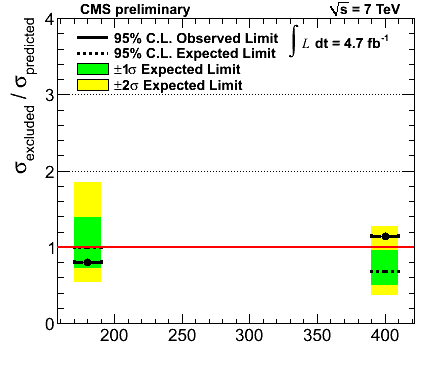 CMS preliminary √s = 7 TeV
95% C.L. Observed Limit ∫ L dt = 4.7 fb⁻¹
95% C.L. Expected Limit
±1σ Expected Limit
±2σ Expected Limit
σexcluded / σpredicted
4
3
2
1
0
200 250 300 350 400